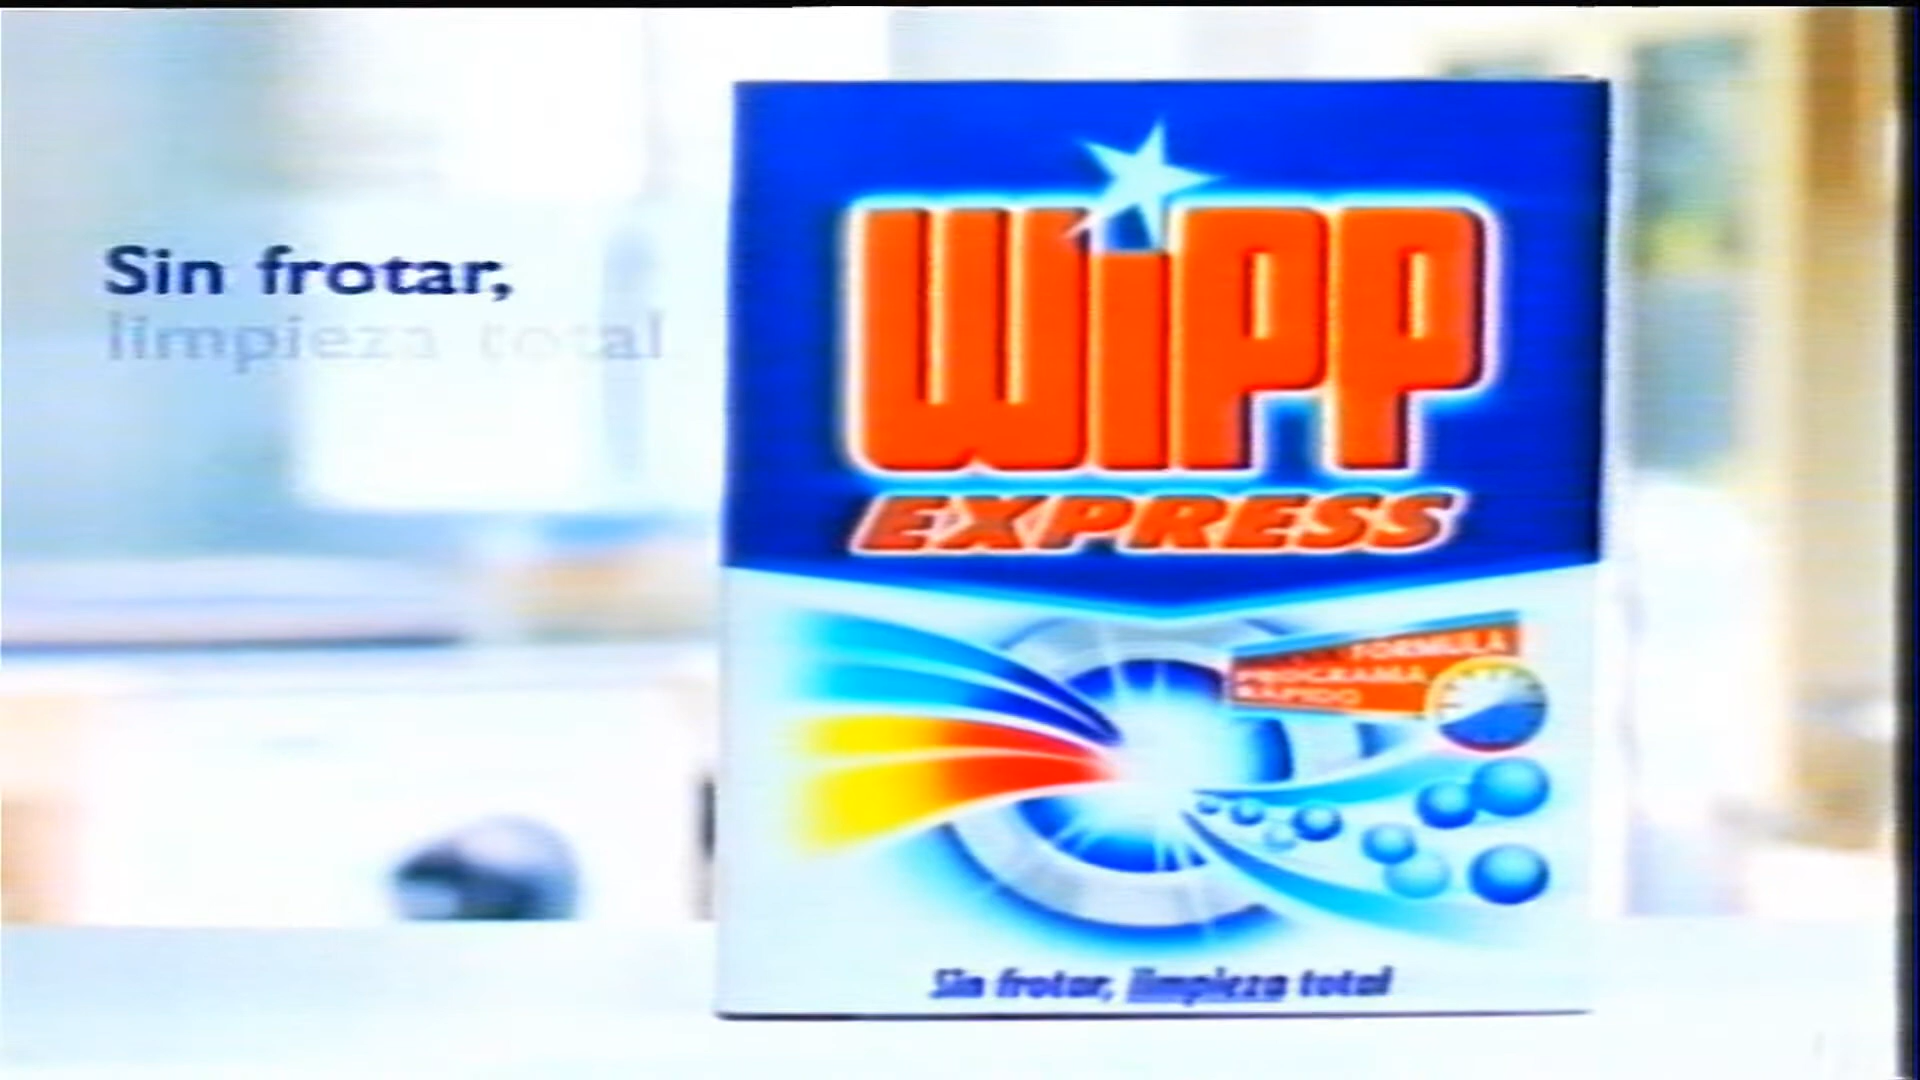 Sin frotar,
limpieza total
WiPP
EXPRESS
FORMULA
PROGRAMA
RAPIDO
Sin frotar, limpieza total